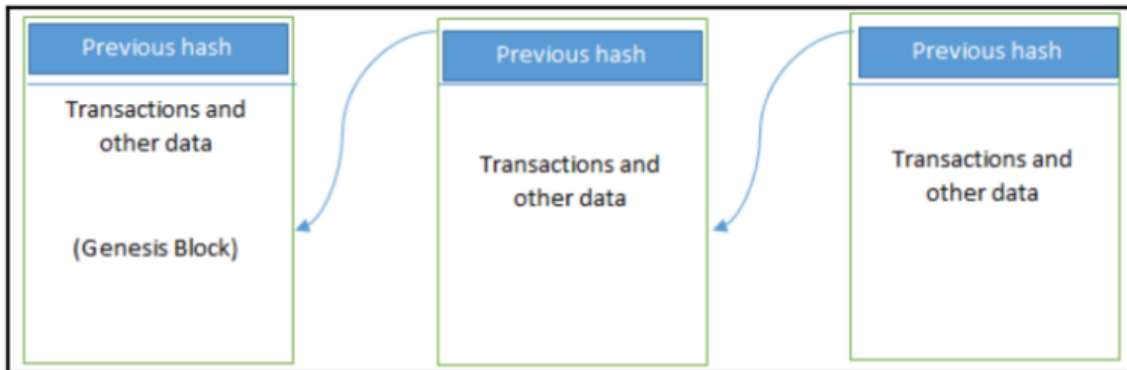 Previous hash
Transactions and
other data
(Genesis Block)
Previous hash
Transactions and
other data
Previous hash
Transactions and
other data